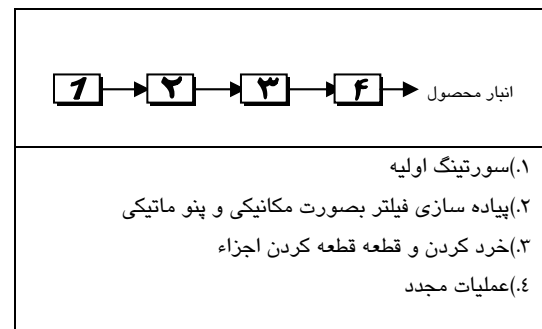 1 ۲ ۳ ۴ انبار محصول
۱.)سورتینگ اولیه
۲.)پیاده سازی فیلتر بصورت مکانیکی و پنو ماتیکی
۳.)خرد کردن و قطعه قطعه کردن اجزاء
٤.)عملیات مجدد